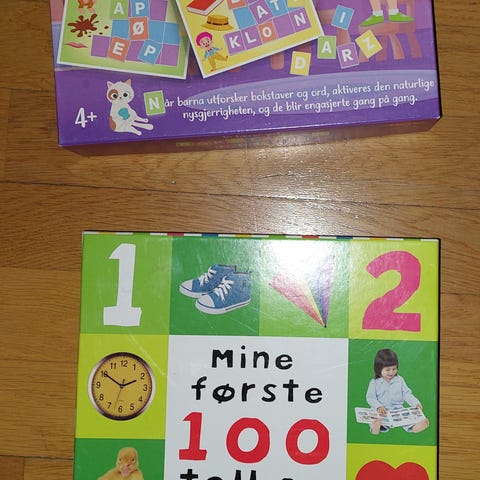 A P
Ø
E P
A T
K L O N
D A R Z
I
4+
Når barna utforsker bokstaver og ord, aktiveres den naturlige
nysgjerrigheten, og de blir engasjerte gang på gang.
1
2
Mine
første
100